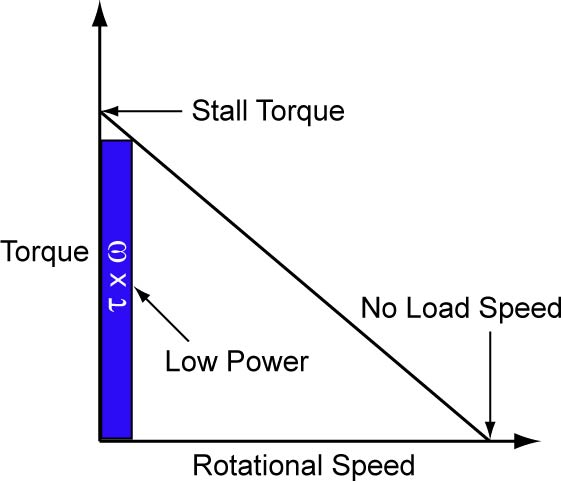 Stall Torque
Torque
τ x ω
No Load Speed
Low Power
Rotational Speed